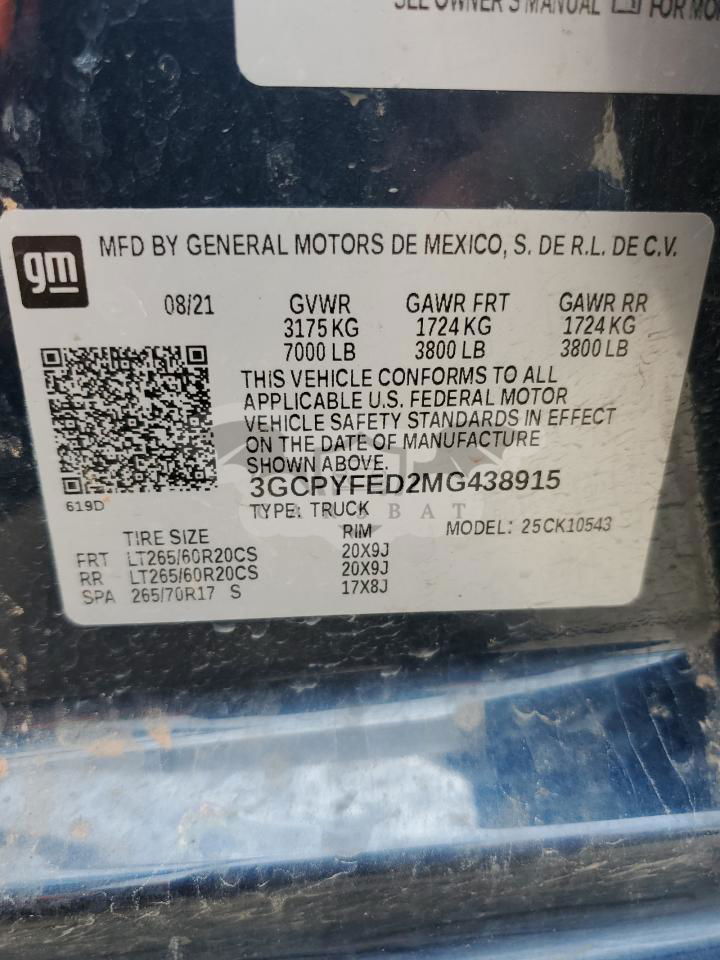 SEE OWNER'S MANUAL FOR MO
gm
MFD BY GENERAL MOTORS DE MEXICO, S. DE R.L. DE C.V.
08/21 GVWR GAWR FRT GAWR RR
3175 KG 1724 KG 1724 KG
7000 LB 3800 LB 3800 LB
THIS VEHICLE CONFORMS TO ALL
APPLICABLE U.S. FEDERAL MOTOR
VEHICLE SAFETY STANDARDS IN EFFECT
ON THE DATE OF MANUFACTURE
SHOWN ABOVE.
619D
3GCPYFED2MG438915
TYPE: TRUCK
MODEL: 25CK10543
TIRE SIZE RIM
FRT LT265/60R20CS 20X9J
RR LT265/60R20CS 20X9J
SPA 265/70R17 S 17X8J